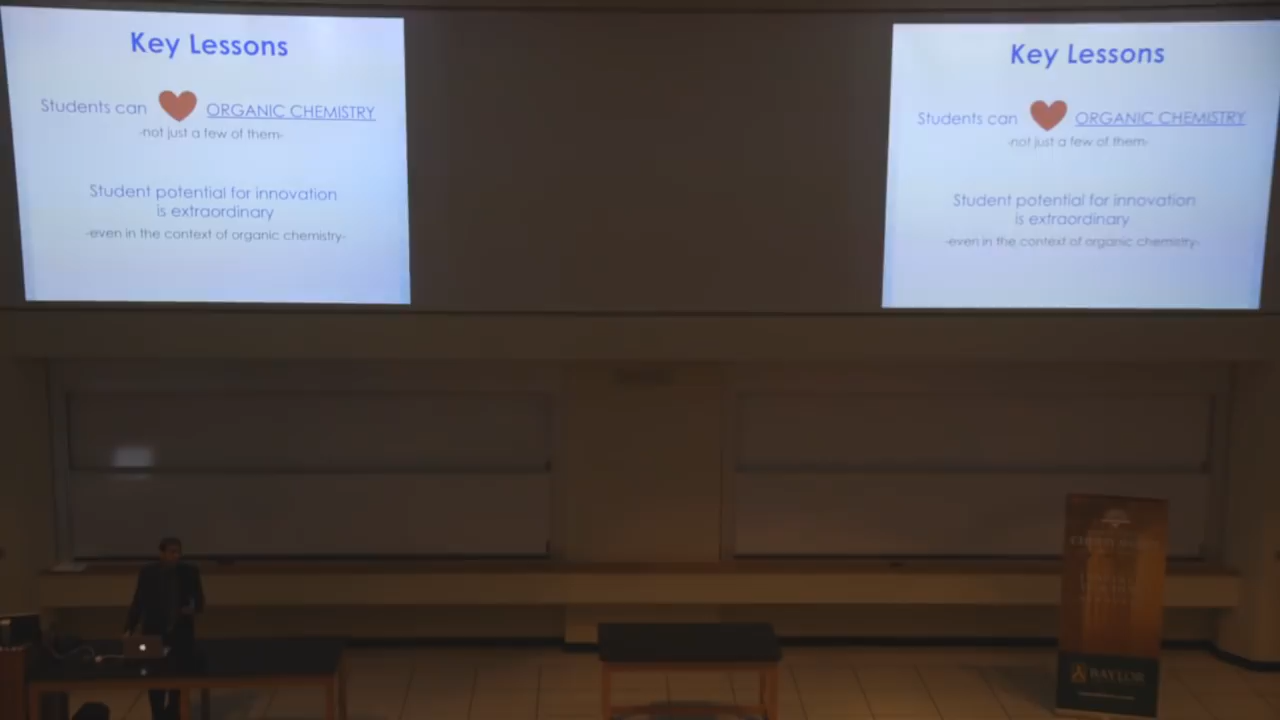 Key Lessons
Students can ORGANIC CHEMISTRY
-not just a few of them-
Student potential for innovation
is extraordinary
-even in the context of organic chemistry-
Key Lessons
Students can ORGANIC CHEMISTRY
-not just a few of them-
Student potential for innovation
is extraordinary
-even in the context of organic chemistry-
BAYLOR